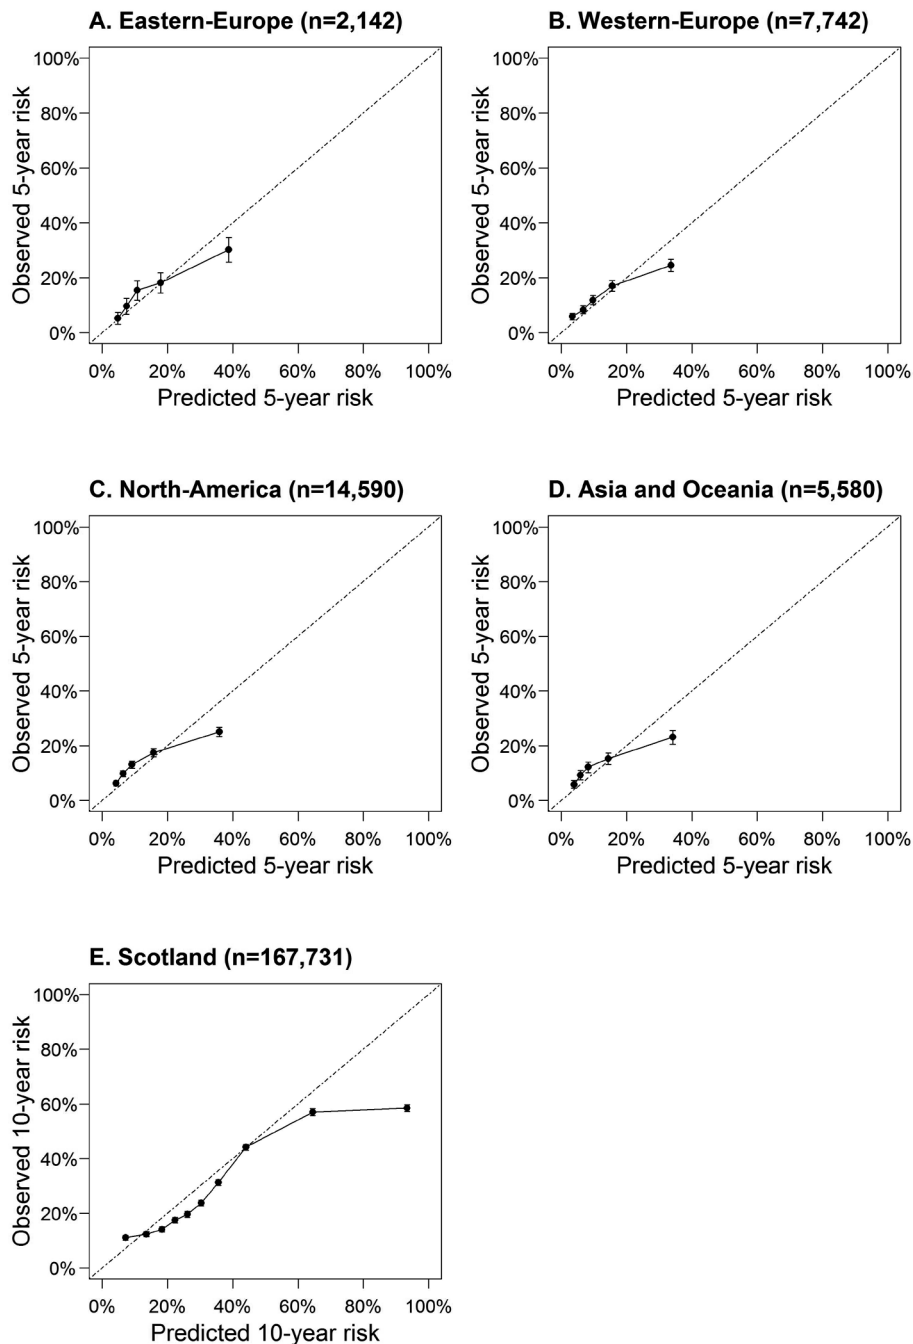 A. Eastern-Europe (n=2,142)
Observed 5-year risk
100%
80%
60%
40%
20%
0%
0% 20% 40% 60% 80% 100%
Predicted 5-year risk
B. Western-Europe (n=7,742)
Observed 5-year risk
100%
80%
60%
40%
20%
0%
0% 20% 40% 60% 80% 100%
Predicted 5-year risk
C. North-America (n=14,590)
Observed 5-year risk
100%
80%
60%
40%
20%
0%
0% 20% 40% 60% 80% 100%
Predicted 5-year risk
D. Asia and Oceania (n=5,580)
Observed 5-year risk
100%
80%
60%
40%
20%
0%
0% 20% 40% 60% 80% 100%
Predicted 5-year risk
E. Scotland (n=167,731)
Observed 10-year risk
100%
80%
60%
40%
20%
0%
0% 20% 40% 60% 80% 100%
Predicted 10-year risk